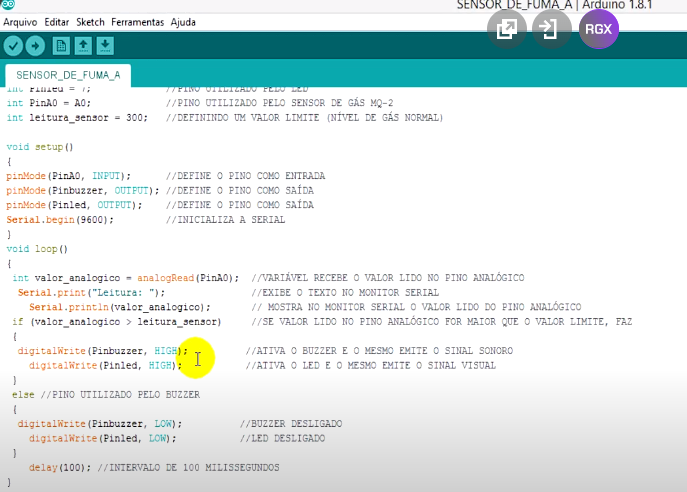 SENSOR_DE_FUMA_A | Arduino 1.8.1
Arquivo Editar Sketch Ferramentas Ajuda
RGX
SENSOR_DE_FUMA_A
int Pinled = 7; //PINO UTILIZADO PELO LED
int PinA0 = A0; //PINO UTILIZADO PELO SENSOR DE GÁS MQ-2
int leitura_sensor = 300; //DEFININDO UM VALOR LIMITE (NÍVEL DE GÁS NORMAL)
void setup()
{
pinMode(PinA0, INPUT); //DEFINE O PINO COMO ENTRADA
pinMode(Pinbuzzer, OUTPUT); //DEFINE O PINO COMO SAÍDA
pinMode(Pinled, OUTPUT); //DEFINE O PINO COMO SAÍDA
Serial.begin(9600); //INICIALIZA A SERIAL
}
void loop()
{
int valor_analogico = analogRead(PinA0); //VARIÁVEL RECEBE O VALOR LIDO NO PINO ANALÓGICO
Serial.print("Leitura: "); //EXIBE O TEXTO NO MONITOR SERIAL
Serial.println(valor_analogico); // MOSTRA NO MONITOR SERIAL O VALOR LIDO DO PINO ANALÓGICO
if (valor_analogico > leitura_sensor) //SE VALOR LIDO NO PINO ANALÓGICO FOR MAIOR QUE O VALOR LIMITE, FAZ
{
digitalWrite(Pinbuzzer, HIGH); //ATIVA O BUZZER E O MESMO EMITE O SINAL SONORO
digitalWrite(Pinled, HIGH); //ATIVA O LED E O MESMO EMITE O SINAL VISUAL
}
else //PINO UTILIZADO PELO BUZZER
{
digitalWrite(Pinbuzzer, LOW); //BUZZER DESLIGADO
digitalWrite(Pinled, LOW); //LED DESLIGADO
}
delay(100); //INTERVALO DE 100 MILISSEGUNDOS
}